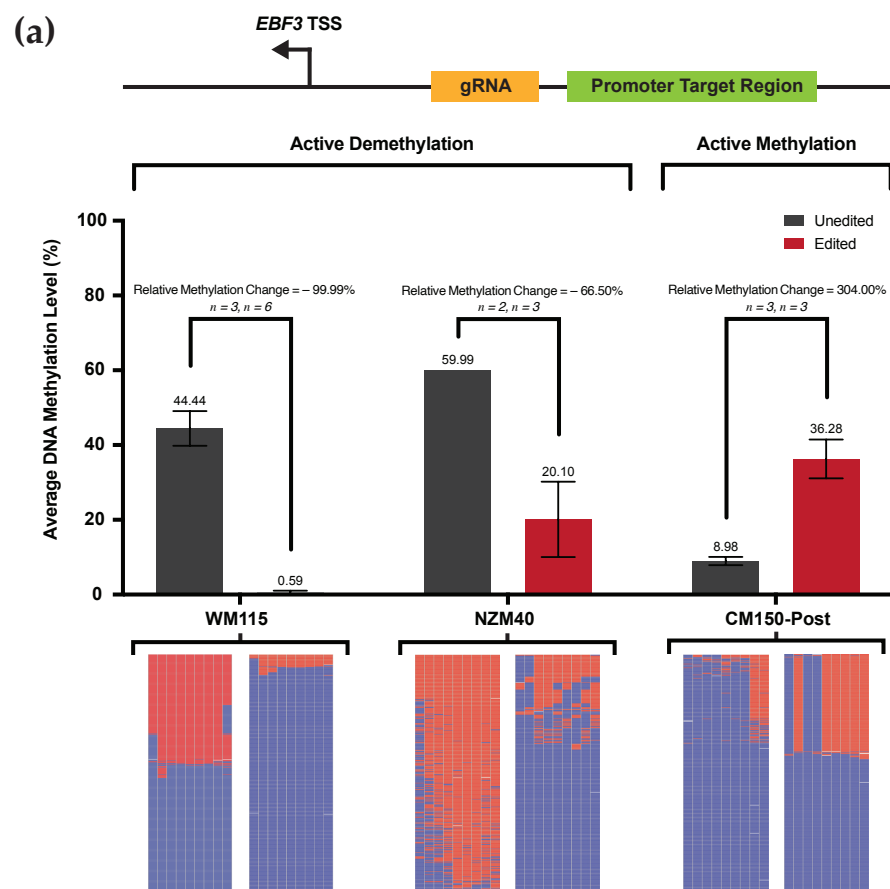 (a)
EBF3 TSS
gRNA
Promoter Target Region
Active Demethylation
Active Methylation
Average DNA Methylation Level (%)
100
80
60
40
20
0
Unedited
Edited
Relative Methylation Change = – 99.99%
n = 3, n = 6
Relative Methylation Change = – 66.50%
n = 2, n = 3
Relative Methylation Change = 304.00%
n = 3, n = 3
44.44
0.59
59.99
20.10
8.98
36.28
WM115
NZM40
CM150-Post